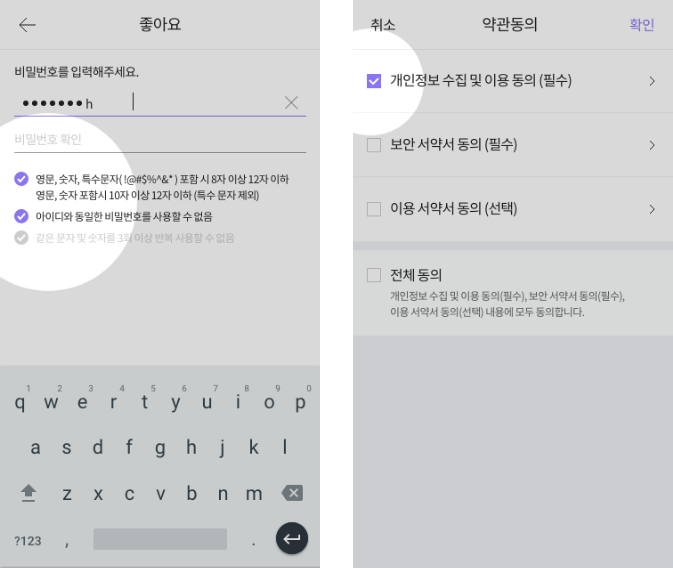 좋아요
비밀번호를 입력해주세요.
●●●●●●●h
비밀번호 확인
영문, 숫자, 특수문자( !@#$%^&* ) 포함 시 8자 이상 12자 이하
영문, 숫자 포함시 10자 이상 12자 이하 (특수 문자 제외)
아이디와 동일한 비밀번호를 사용할 수 없음
같은 문자 및 숫자를 3회 이상 반복 사용할 수 없음
1 2 3 4 5 6 7 8 9 0
q w e r t y u i o p
a s d f g h j k l
z x c v b n m
?123 , .
취소 약관동의 확인
개인정보 수집 및 이용 동의 (필수)
보안 서약서 동의 (필수)
이용 서약서 동의 (선택)
전체 동의
개인정보 수집 및 이용 동의(필수), 보안 서약서 동의(필수),
이용 서약서 동의(선택) 내용에 모두 동의합니다.